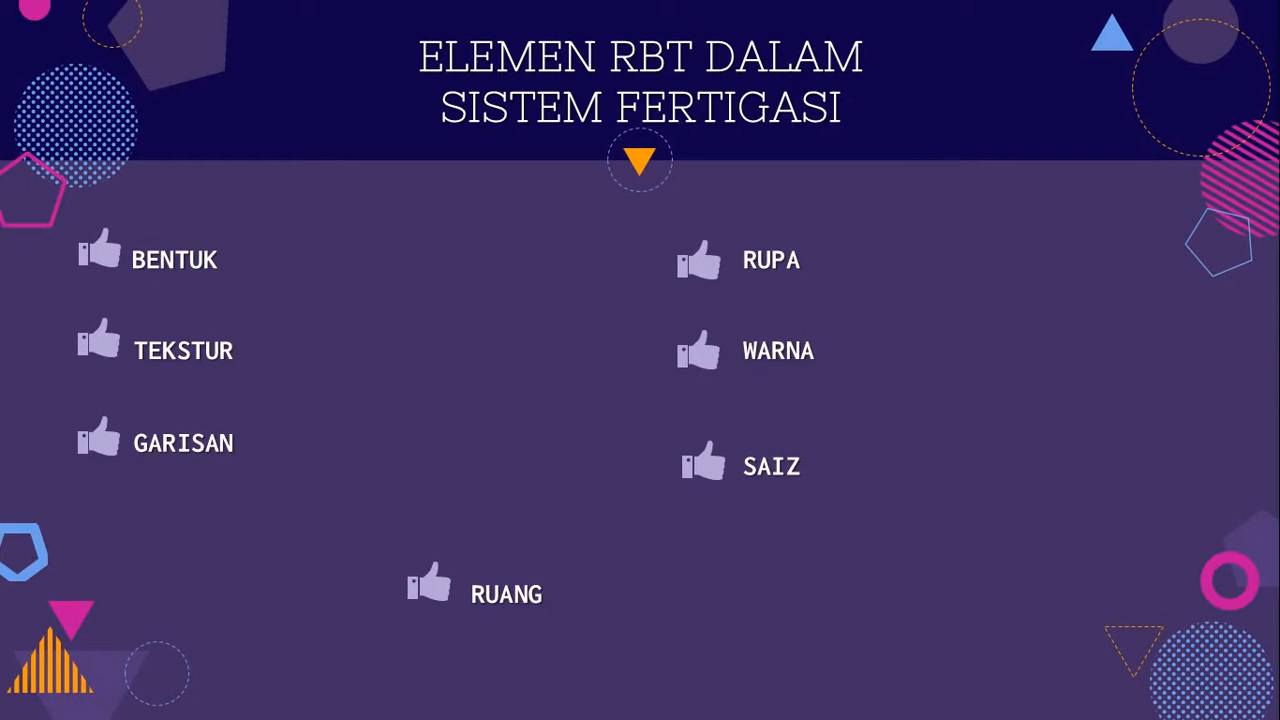 ELEMEN RBT DALAM
SISTEM FERTIGASI
BENTUK
RUPA
TEKSTUR
WARNA
GARISAN
SAIZ
RUANG